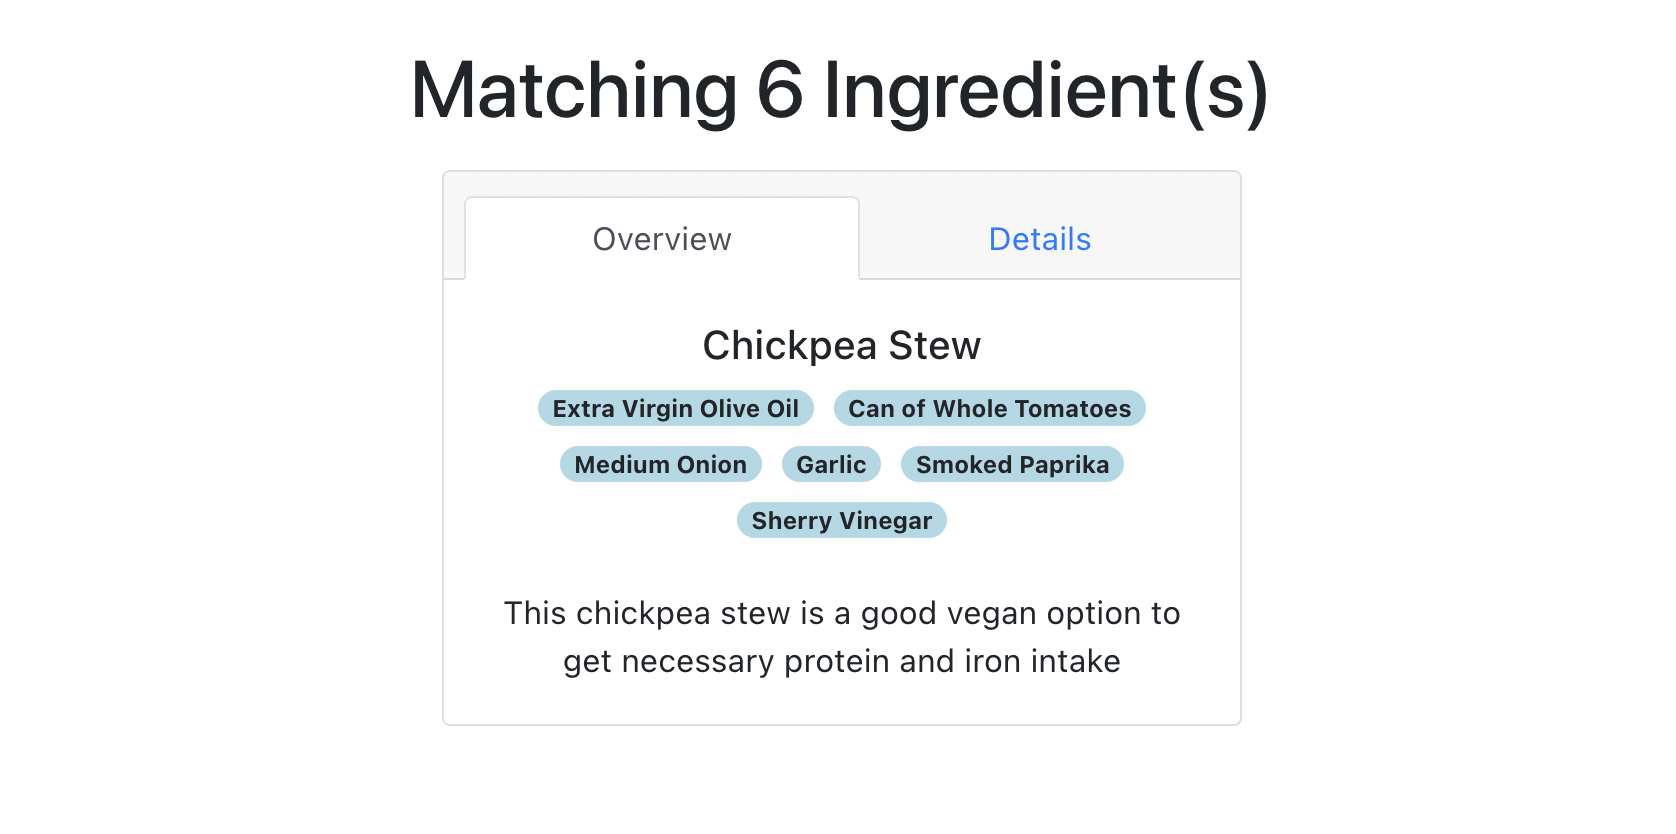 Matching 6 Ingredient(s)
Overview Details
Chickpea Stew
Extra Virgin Olive Oil Can of Whole Tomatoes
Medium Onion Garlic Smoked Paprika
Sherry Vinegar
This chickpea stew is a good vegan option to
get necessary protein and iron intake